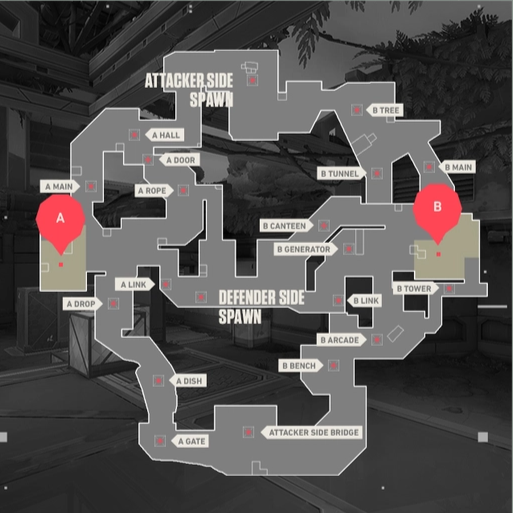 ATTACKER SIDE
SPAWN
B TREE
A HALL
A DOOR
B MAIN
B TUNNEL
A MAIN
A ROPE
A
B
B CANTEEN
B GENERATOR
A LINK
B TOWER
DEFENDER SIDE
SPAWN
A DROP
B LINK
B ARCADE
B BENCH
A DISH
ATTACKER SIDE BRIDGE
A GATE